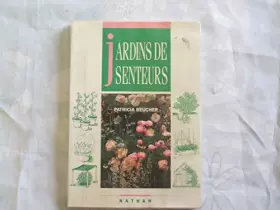 jARDINS DE
SENTEURS
PATRICIA BEUCHER
NATHAN